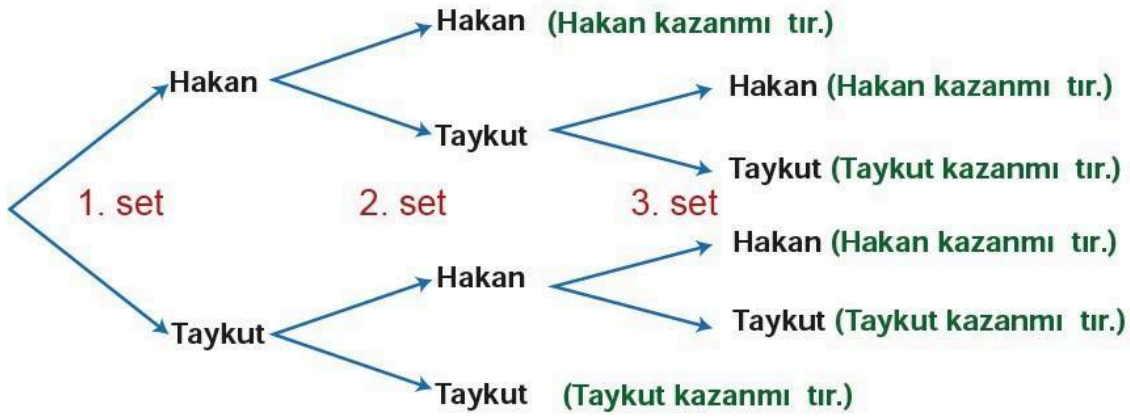 Hakan (Hakan kazanmı tır.)
Hakan
Hakan (Hakan kazanmı tır.)
Taykut
Taykut (Taykut kazanmı tır.)
1. set 2. set 3. set
Hakan (Hakan kazanmı tır.)
Hakan
Taykut (Taykut kazanmı tır.)
Taykut
Taykut (Taykut kazanmı tır.)